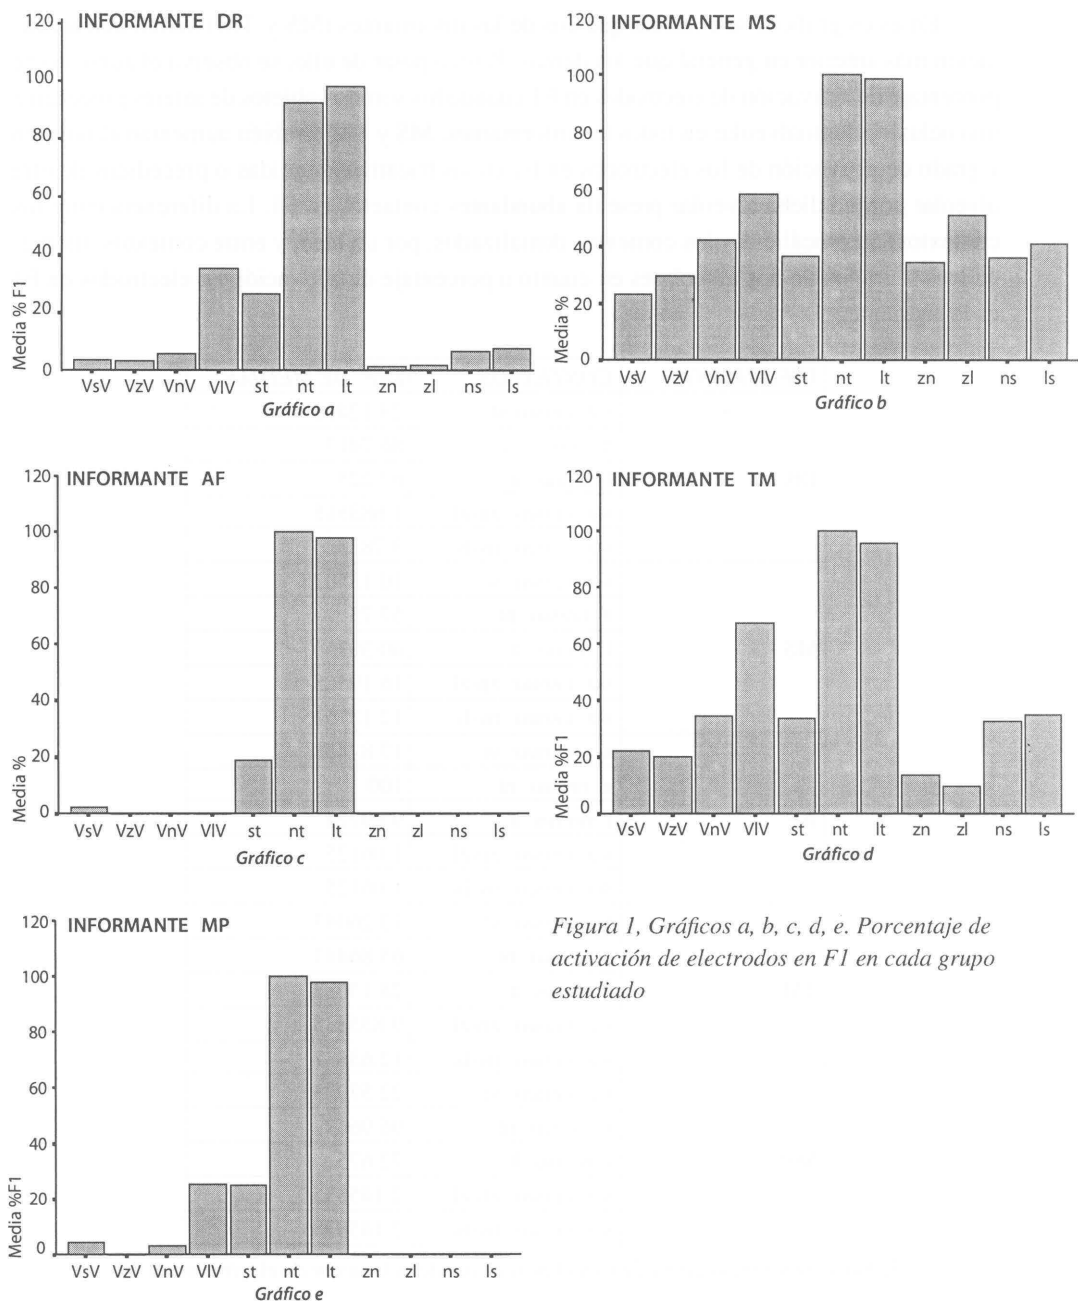 INFORMANTE DR
120
100
80
60
40
20
0
Media % F1
VsV VzV VnV VlV st nt lt zn zl ns ls
Gráfico a
INFORMANTE MS
120
100
80
60
40
20
0
Media %
VsV VzV VnV VlV st nt lt zn zl ns ls
Gráfico b
INFORMANTE AF
120
100
80
60
40
20
0
Media %
VsV VzV VnV VlV st nt lt zn zl ns ls
Gráfico c
INFORMANTE TM
120
100
80
60
40
20
0
Media %F1
VsV VzV VnV VlV st nt lt zn zl ns ls
Gráfico d
INFORMANTE MP
120
100
80
60
40
20
0
Media %F1
VsV VzV VnV VlV st nt lt zn zl ns ls
Gráfico e
Figura 1, Gráficos a, b, c, d, e. Porcentaje de
activación de electrodos en F1 en cada grupo
estudiado